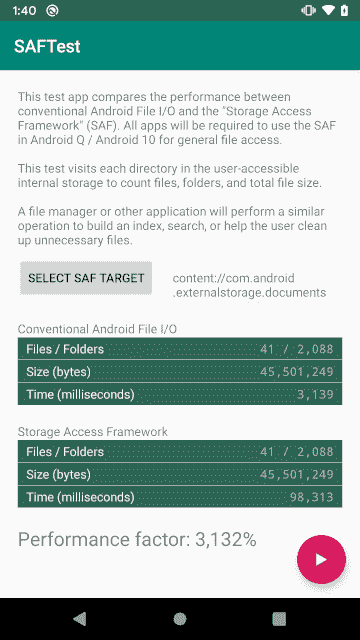 1:40
SAFTest
This test app compares the performance between
conventional Android File I/O and the "Storage Access
Framework" (SAF). All apps will be required to use the SAF
in Android Q / Android 10 for general file access.
This test visits each directory in the user-accessible
internal storage to count files, folders, and total file size.
A file manager or other application will perform a similar
operation to build an index, search, or help the user clean
up unnecessary files.
SELECT SAF TARGET
content://com.android
.externalstorage.documents
Conventional Android File I/O
Files / Folders 41 / 2,088
Size (bytes) 45,501,249
Time (milliseconds) 3,139
Storage Access Framework
Files / Folders 41 / 2,088
Size (bytes) 45,501,249
Time (milliseconds) 98,313
Performance factor: 3,132%